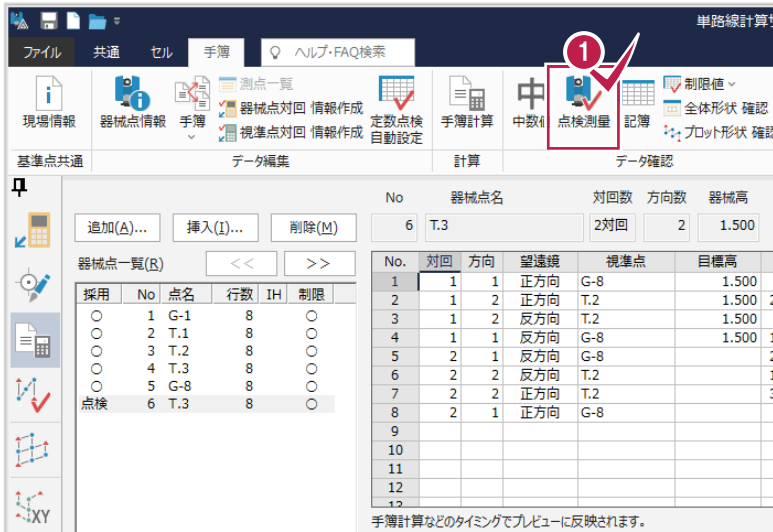 単路線計算サ
ファイル 共通 セル 手簿 ヘルプ・FAQ検索
1
現場情報 器械点情報 手簿 測点一覧 器械点対回 情報作成 視準点対回 情報作成 定数点検 自動設定 手簿計算 中数値 点検測量 記簿 制限値 全体形状 確認 プロット形状 確認
基準点共通 データ編集 計算 データ確認
No 器械点名 対回数 方向数 器械高
追加(A)... 挿入(I)... 削除(M) 6 T.3 2対回 2 1.500
器械点一覧(R) << >>
採用 No 点名 行数 IH 制限
○ 1 G-1 8 ○
○ 2 T.1 8 ○
○ 3 T.2 8 ○
○ 4 T.3 8 ○
○ 5 G-8 8 ○
点検 6 T.3 8 ○
No. 対回 方向 望遠鏡 視準点 目標高
1 1 1 正方向 G-8 1.500
2 1 2 正方向 T.2 1.500 2
3 1 2 反方向 T.2 1.500
4 1 1 反方向 G-8 1.500 1
5 2 1 反方向 G-8 2
6 2 2 反方向 T.2 1
7 2 2 正方向 T.2 3
8 2 1 正方向 G-8
9
10
11
12
13
XY
手簿計算などのタイミングでプレビューに反映されます。